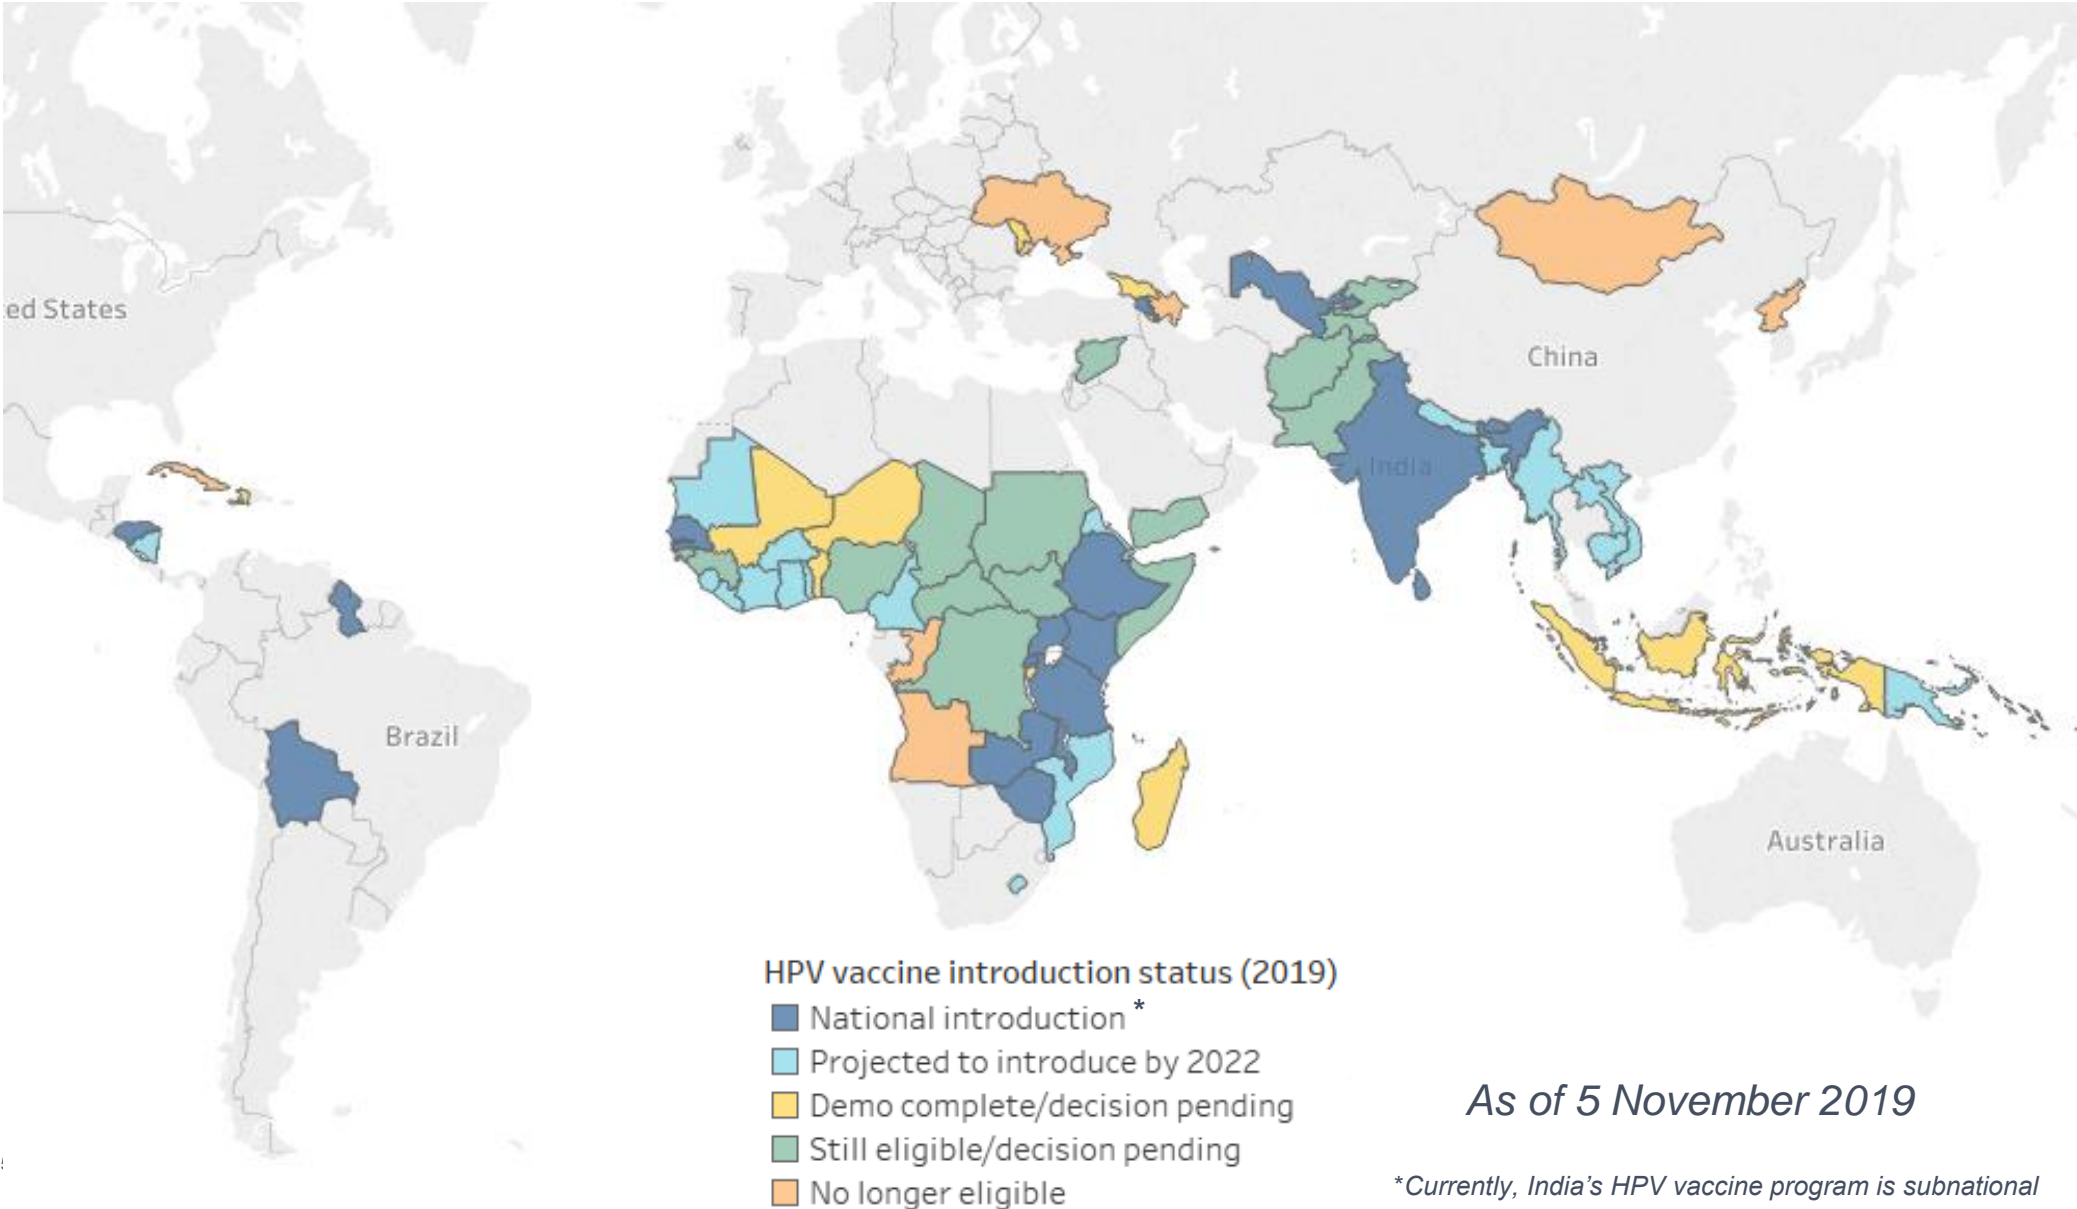 ed States
China
India
Brazil
Australia
HPV vaccine introduction status (2019)
National introduction *
Projected to introduce by 2022
Demo complete/decision pending
Still eligible/decision pending
No longer eligible
As of 5 November 2019
*Currently, India’s HPV vaccine program is subnational